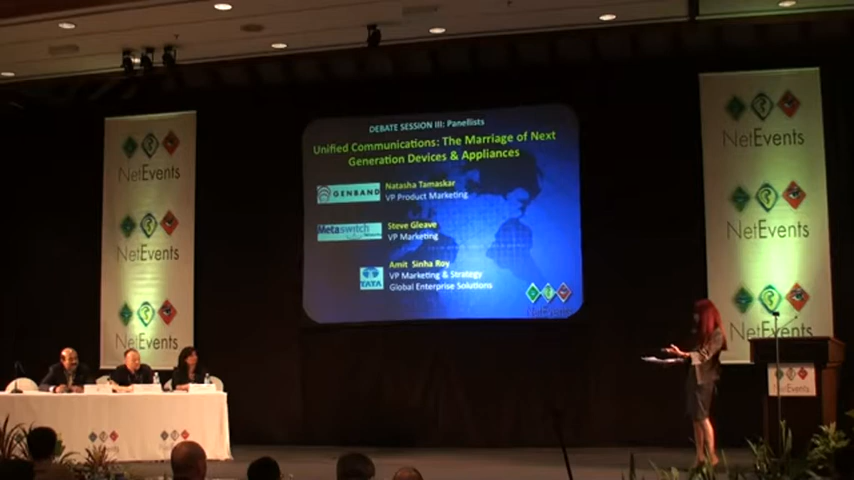 NetEvents
NetEvents
NetEvents
DEBATE SESSION III: Panellists
Unified Communications: The Marriage of Next
Generation Devices & Appliances
GENBAND
Natasha Tamaskar
VP Product Marketing
Metaswitch
Steve Gleave
VP Marketing
TATA
Amit Sinha Roy
VP Marketing & Strategy
Global Enterprise Solutions
NetEvents
NetEvents
NetEvents
NetEvents
NetEvents